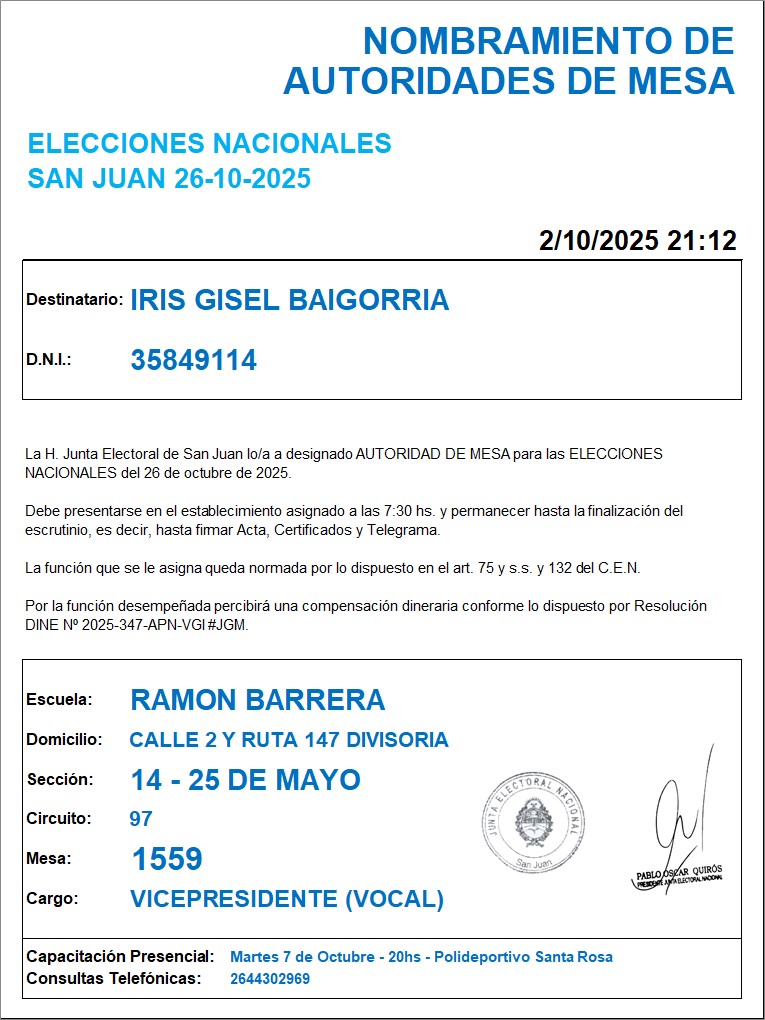 NOMBRAMIENTO DE
AUTORIDADES DE MESA
ELECCIONES NACIONALES
SAN JUAN 26-10-2025
2/10/2025 21:12
Destinatario: IRIS GISEL BAIGORRIA
D.N.I.: 35849114
La H. Junta Electoral de San Juan lo/a a designado AUTORIDAD DE MESA para las ELECCIONES
NACIONALES del 26 de octubre de 2025.
Debe presentarse en el establecimiento asignado a las 7:30 hs. y permanecer hasta la finalización del
escrutinio, es decir, hasta firmar Acta, Certificados y Telegrama.
La función que se le asigna queda normada por lo dispuesto en el art. 75 y s.s. y 132 del C.E.N.
Por la función desempeñada percibirá una compensación dineraria conforme lo dispuesto por Resolución
DINE Nº 2025-347-APN-VGI#JGM.
Escuela: RAMON BARRERA
Domicilio: CALLE 2 Y RUTA 147 DIVISORIA
Sección: 14 - 25 DE MAYO
Circuito: 97
Mesa: 1559
Cargo: VICEPRESIDENTE (VOCAL)
JUNTA ELECTORAL NACIONAL
San Juan
PABLO OSCAR QUIRÓS
PRESIDENTE JUNTA ELECTORAL NACIONAL
Capacitación Presencial: Martes 7 de Octubre - 20hs - Polideportivo Santa Rosa
Consultas Telefónicas: 2644302969